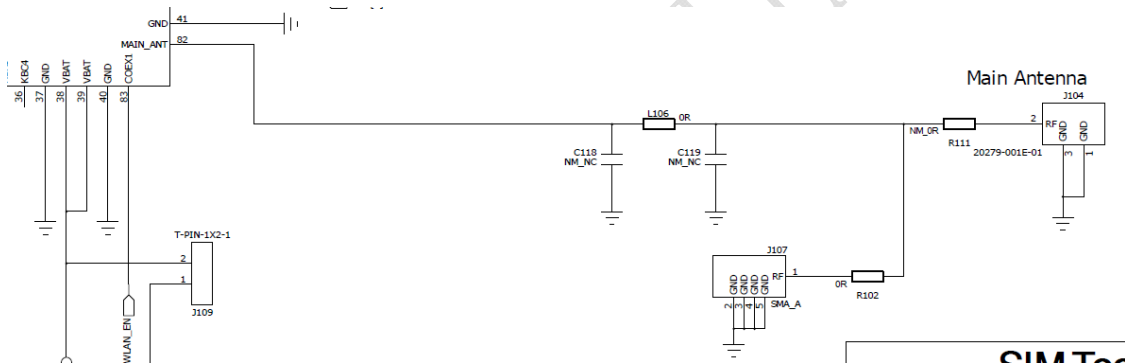 GND 41
MAIN_ANT 82
KBC4
GND
VBAT
VBAT
GND
COEX1
36
37
38
39
40
83
Main Antenna
J104
L106 0R
2 RF
GND
GND
NM_0R
R111
20279-001E-01
3
1
C118
NM_NC
C119
NM_NC
T-PIN-1X2-1
2
1
J109
WLAN_EN
J107
RF 1
GND
GND
GND
GND
2
3
4
5
SMA_A
0R
R102